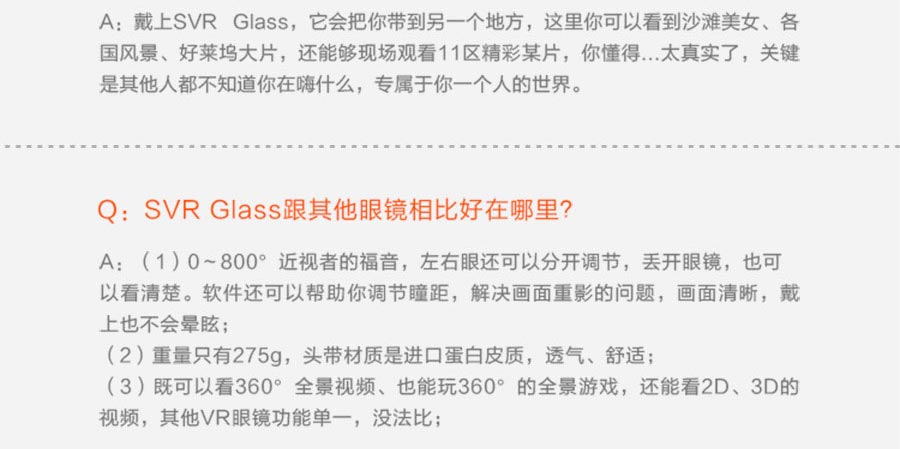 A：戴上SVR Glass，它会把你带到另一个地方，这里你可以看到沙滩美女、各
国风景、好莱坞大片，还能够现场观看11区精彩某片，你懂得...太真实了，关键
是其他人都不知道你在嗨什么，专属于你一个人的世界。
Q：SVR Glass跟其他眼镜相比好在哪里?
A：（1）0～800°近视者的福音，左右眼还可以分开调节，丢开眼镜，也可
以看清楚。软件还可以帮助你调节瞳距，解决画面重影的问题，画面清晰，戴
上也不会晕眩；
（2）重量只有275g，头带材质是进口蛋白皮质，透气、舒适；
（3）既可以看360°全景视频、也能玩360°的全景游戏，还能看2D、3D的
视频，其他VR眼镜功能单一，没法比；